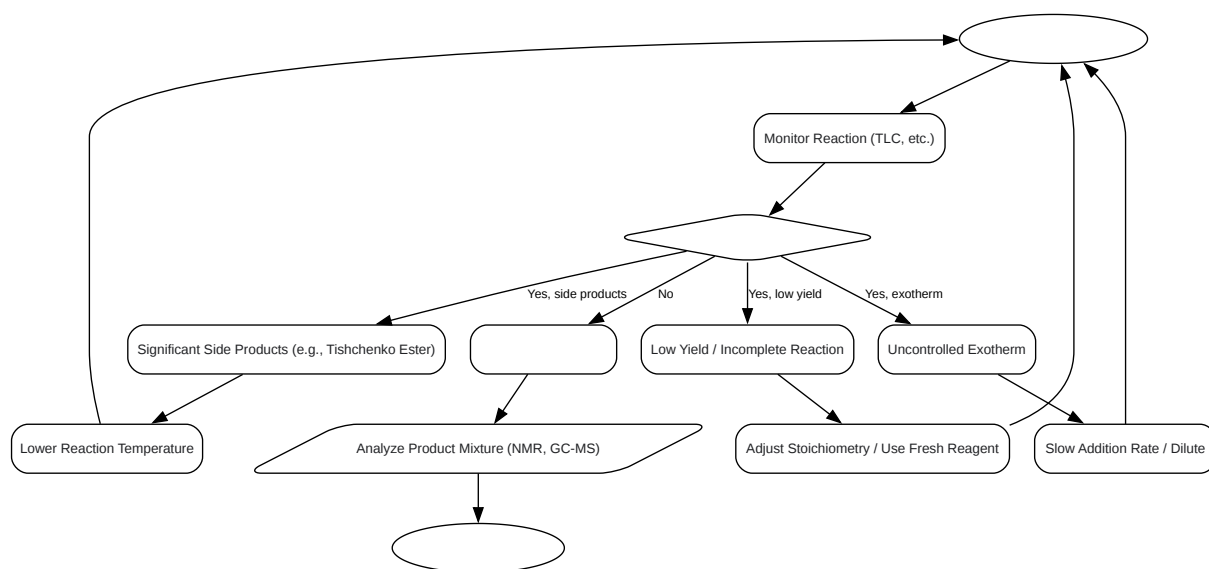 Monitor Reaction (TLC, etc.)
Yes, side products
No
Yes, low yield
Yes, exotherm
Significant Side Products (e.g., Tishchenko Ester)
Low Yield / Incomplete Reaction
Uncontrolled Exotherm
Lower Reaction Temperature
Analyze Product Mixture (NMR, GC-MS)
Adjust Stoichiometry / Use Fresh Reagent
Slow Addition Rate / Dilute